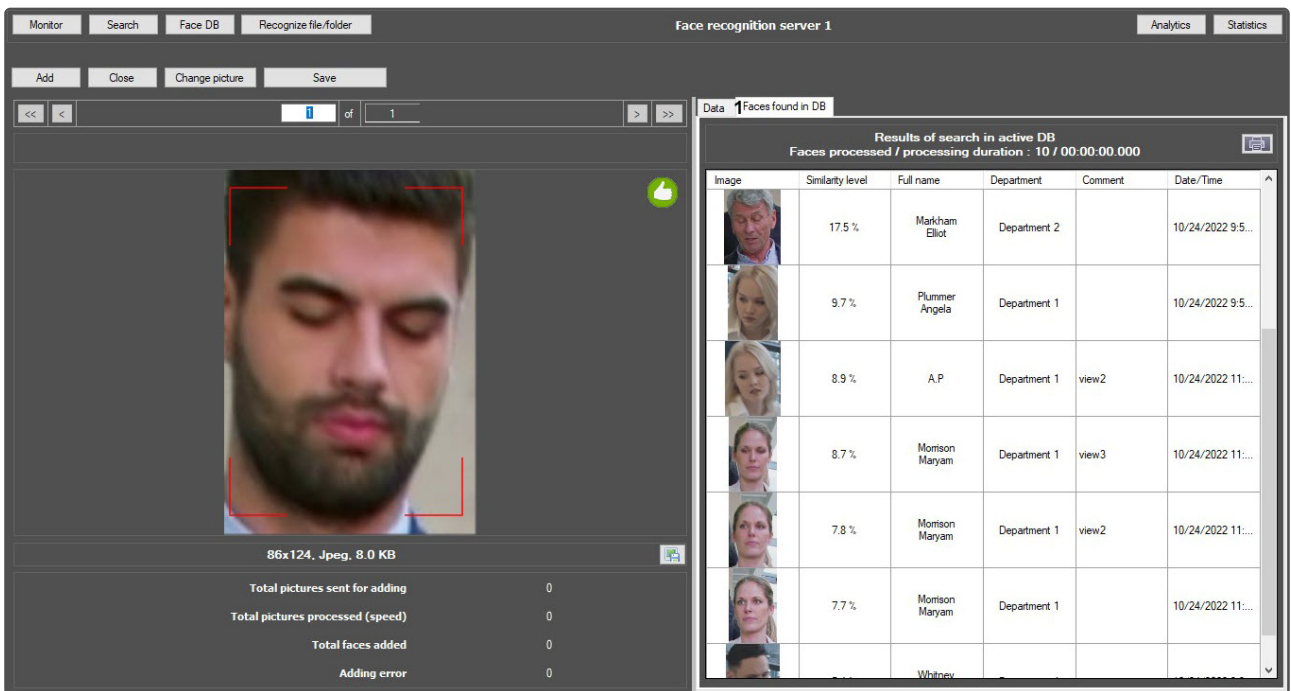 Monitor Search Face DB Recognize file/folder Face recognition server 1 Analytics Statistics
Add Close Change picture Save
<< < 1 of 1 > >>
Data 1 Faces found in DB
Results of search in active DB
Faces processed / processing duration : 10 / 00:00:00.000
Image Similarity level Full name Department Comment Date/Time
17.5 % Markham Elliot Department 2 10/24/2022 9:5...
9.7 % Plummer Angela Department 1 10/24/2022 9:5...
8.9 % A.P Department 1 view2 10/24/2022 11:...
8.7 % Morrison Maryam Department 1 view3 10/24/2022 11:...
7.8 % Morrison Maryam Department 1 view2 10/24/2022 11:...
7.7 % Morrison Maryam Department 1 10/24/2022 11:...
Whitney
86x124, Jpeg, 8.0 KB
Total pictures sent for adding 0
Total pictures processed (speed) 0
Total faces added 0
Adding error 0